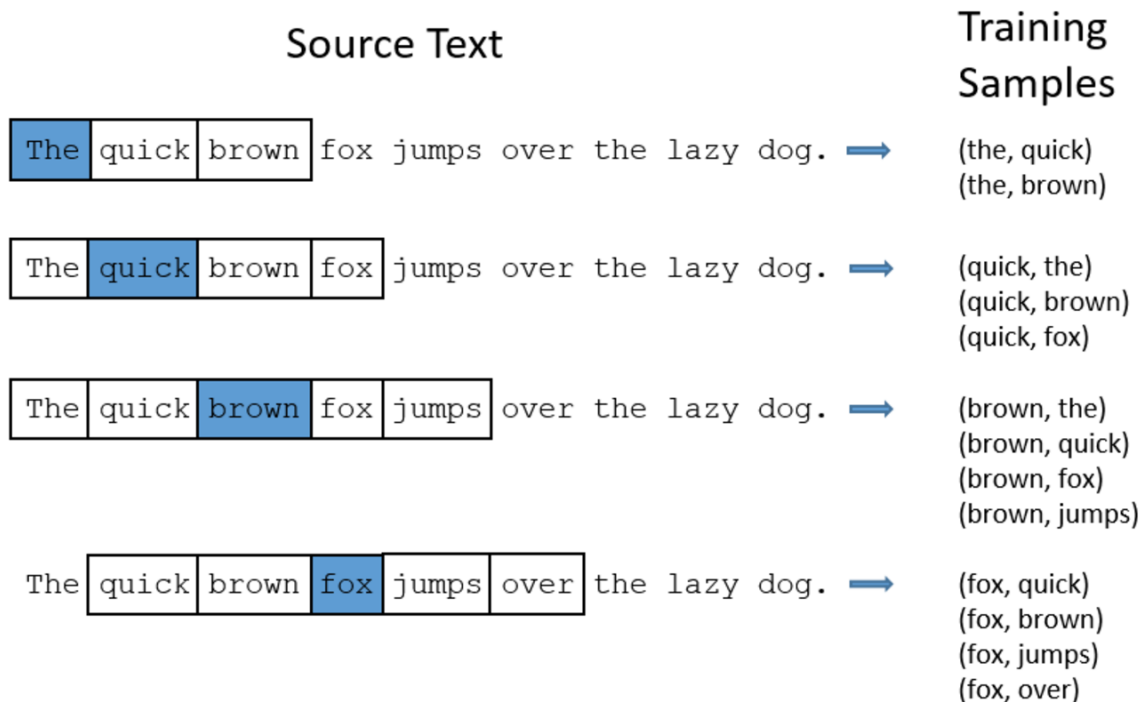 Source Text
Training
Samples
The quick brown fox jumps over the lazy dog.
(the, quick)
(the, brown)
The quick brown fox jumps over the lazy dog.
(quick, the)
(quick, brown)
(quick, fox)
The quick brown fox jumps over the lazy dog.
(brown, the)
(brown, quick)
(brown, fox)
(brown, jumps)
The quick brown fox jumps over the lazy dog.
(fox, quick)
(fox, brown)
(fox, jumps)
(fox, over)